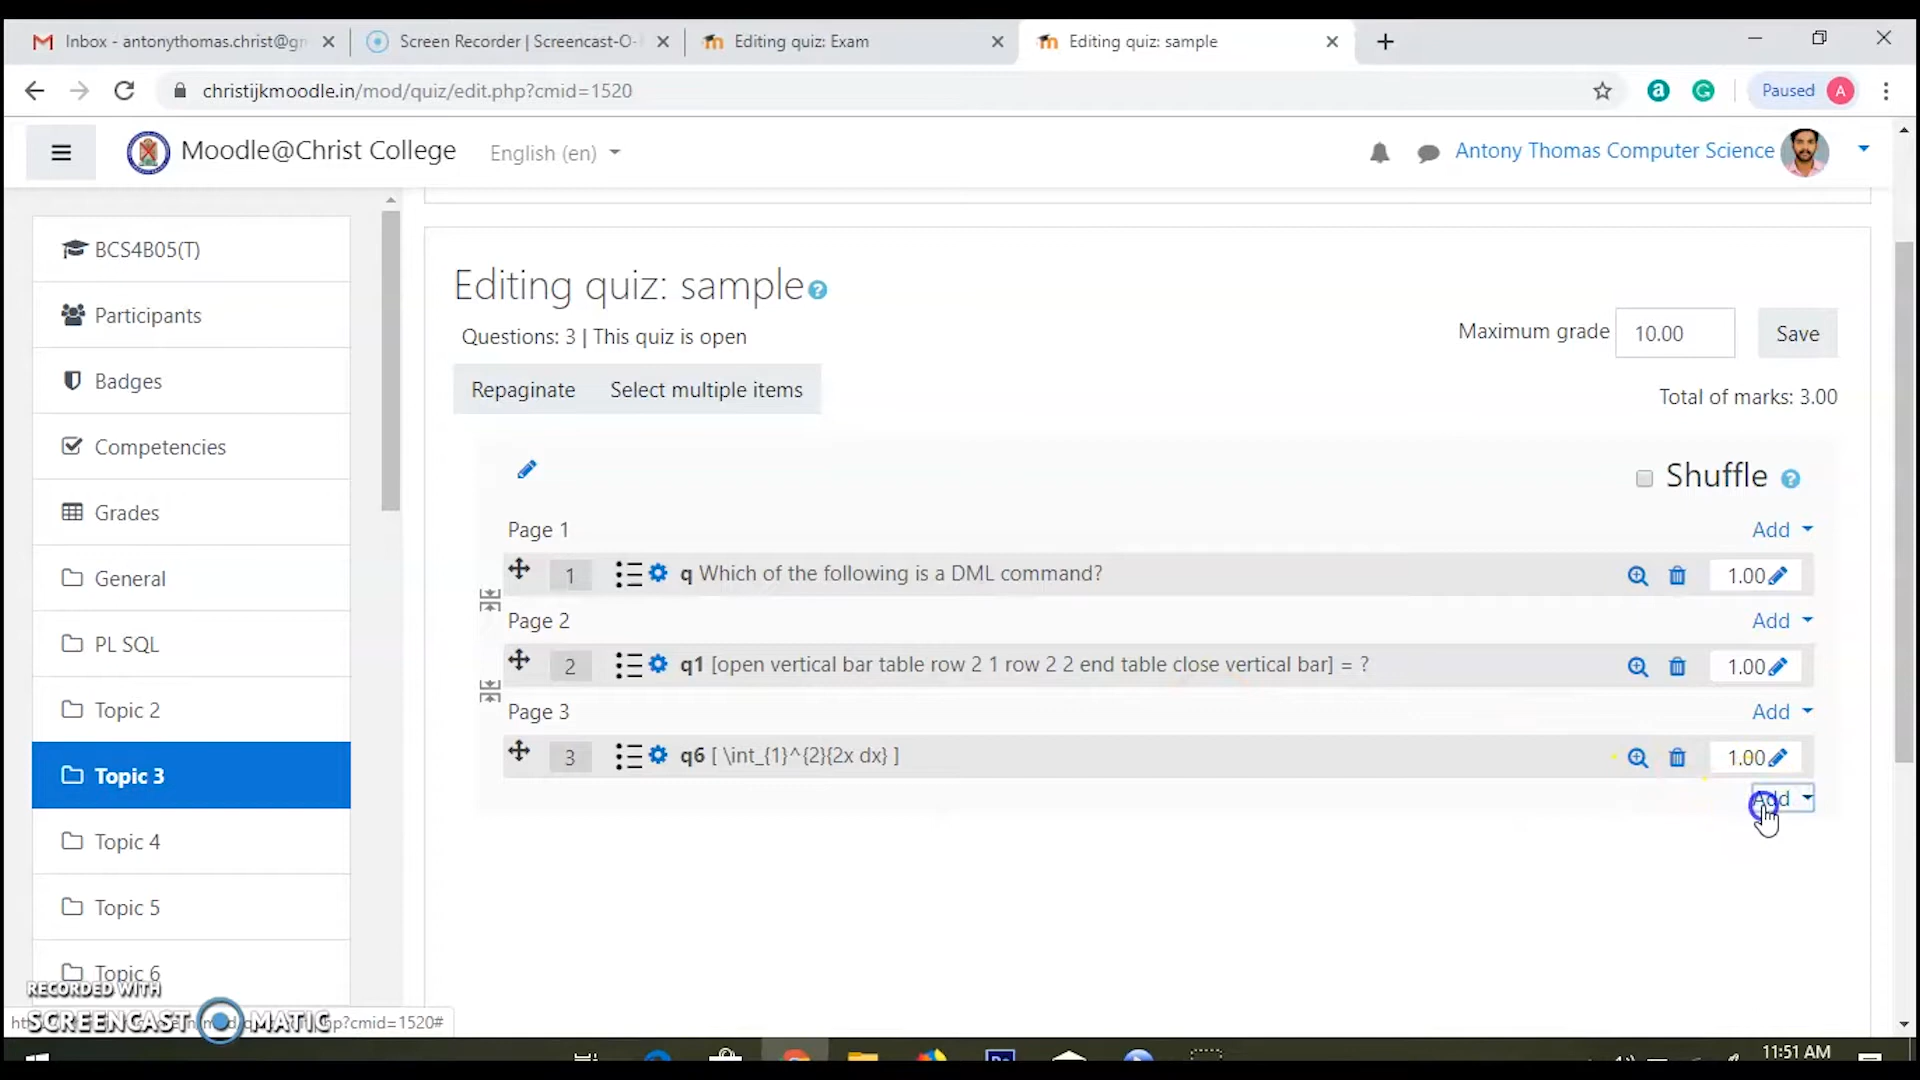 Inbox - antonythomas.christ@gm
Screen Recorder | Screencast-O-
Editing quiz: Exam
Editing quiz: sample
christijkmoodle.in/mod/quiz/edit.php?cmid=1520
Paused
A
Moodle@Christ College
English (en)
Antony Thomas Computer Science
BCS4B05(T)
Participants
Badges
Competencies
Grades
General
PL SQL
Topic 2
Topic 3
Topic 4
Topic 5
Topic 6
Editing quiz: sample
Questions: 3 | This quiz is open
Maximum grade
10.00
Save
Repaginate
Select multiple items
Total of marks: 3.00
Shuffle
Page 1
Add
1
q Which of the following is a DML command?
1.00
Page 2
Add
2
q1 [open vertical bar table row 2 1 row 2 2 end table close vertical bar] = ?
1.00
Page 3
Add
3
q6 [ \int_{1}^{2}{2x dx} ]
1.00
Add
RECORDED WITH
SCREENCAST MATIC
p?cmid=1520#
11:51 AM